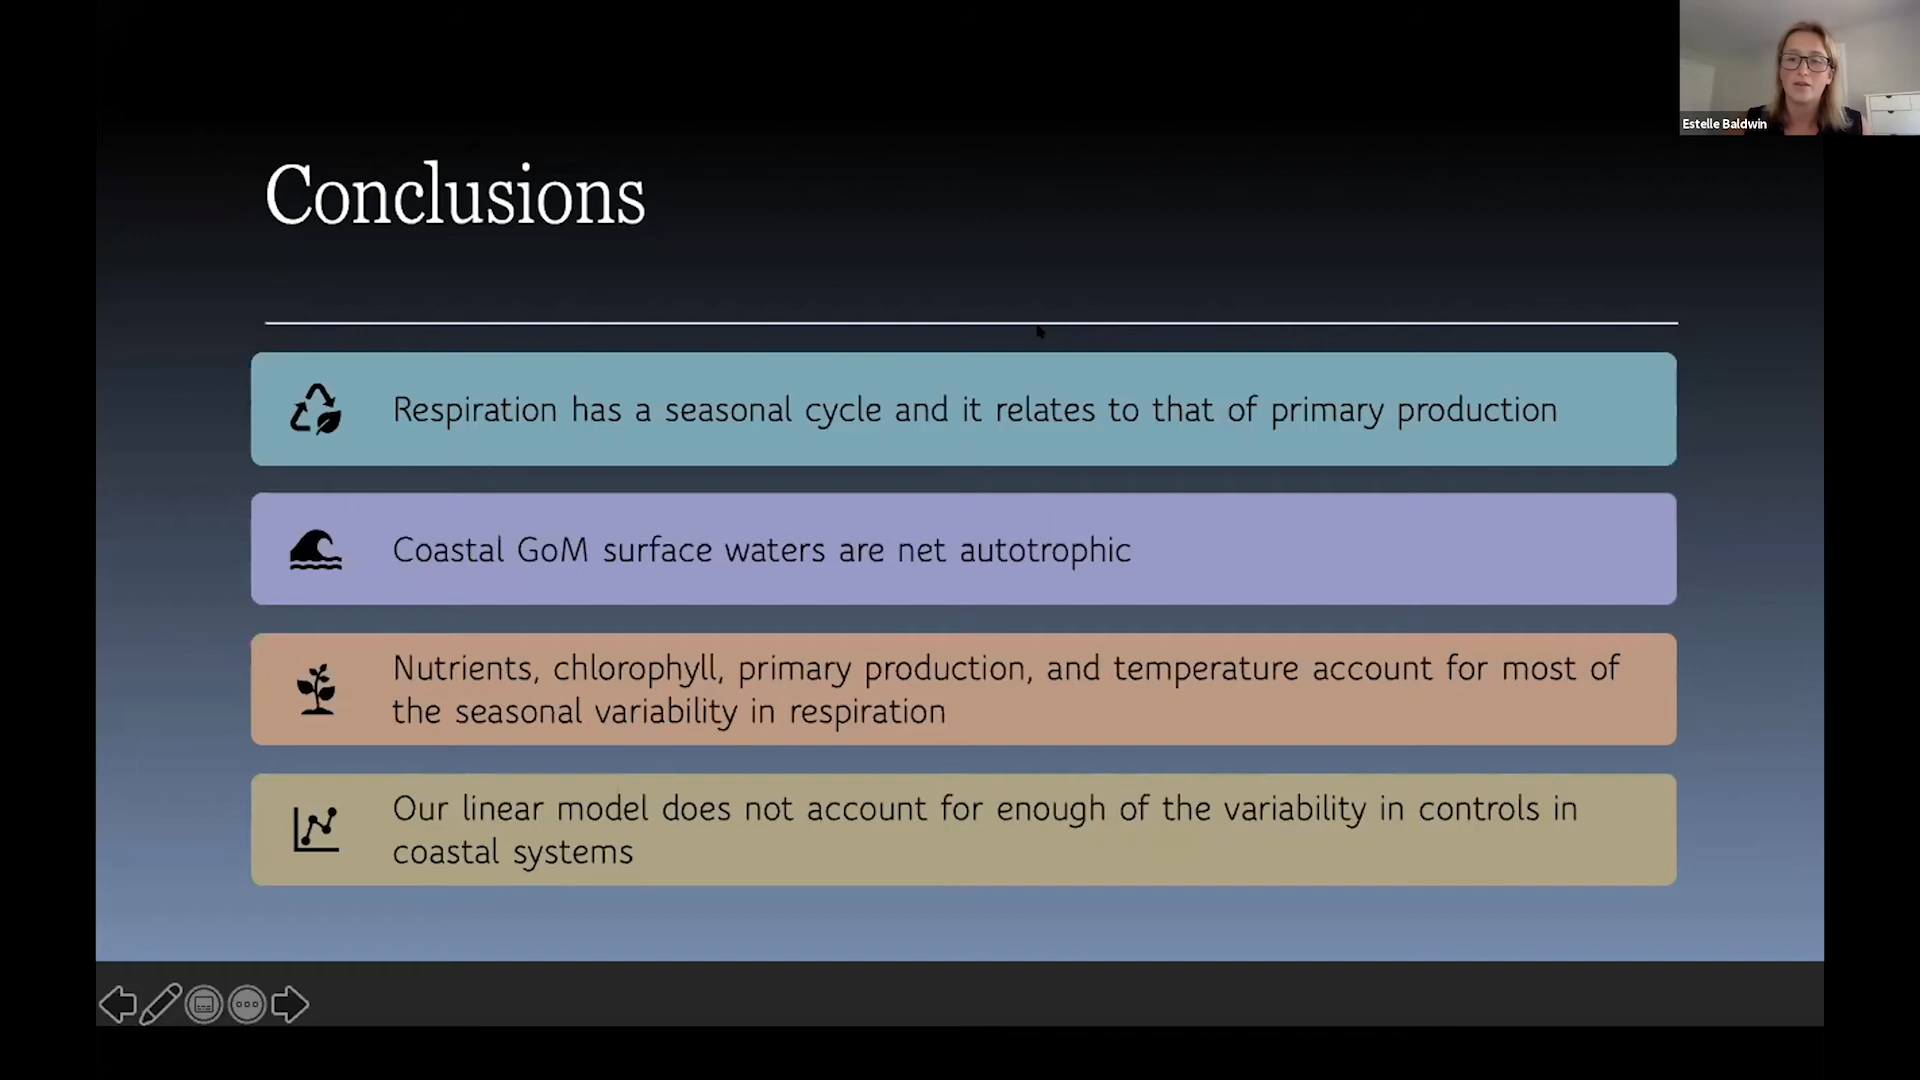 Estelle Baldwin
Conclusions
Respiration has a seasonal cycle and it relates to that of primary production
Coastal GoM surface waters are net autotrophic
Nutrients, chlorophyll, primary production, and temperature account for most of
the seasonal variability in respiration
Our linear model does not account for enough of the variability in controls in
coastal systems